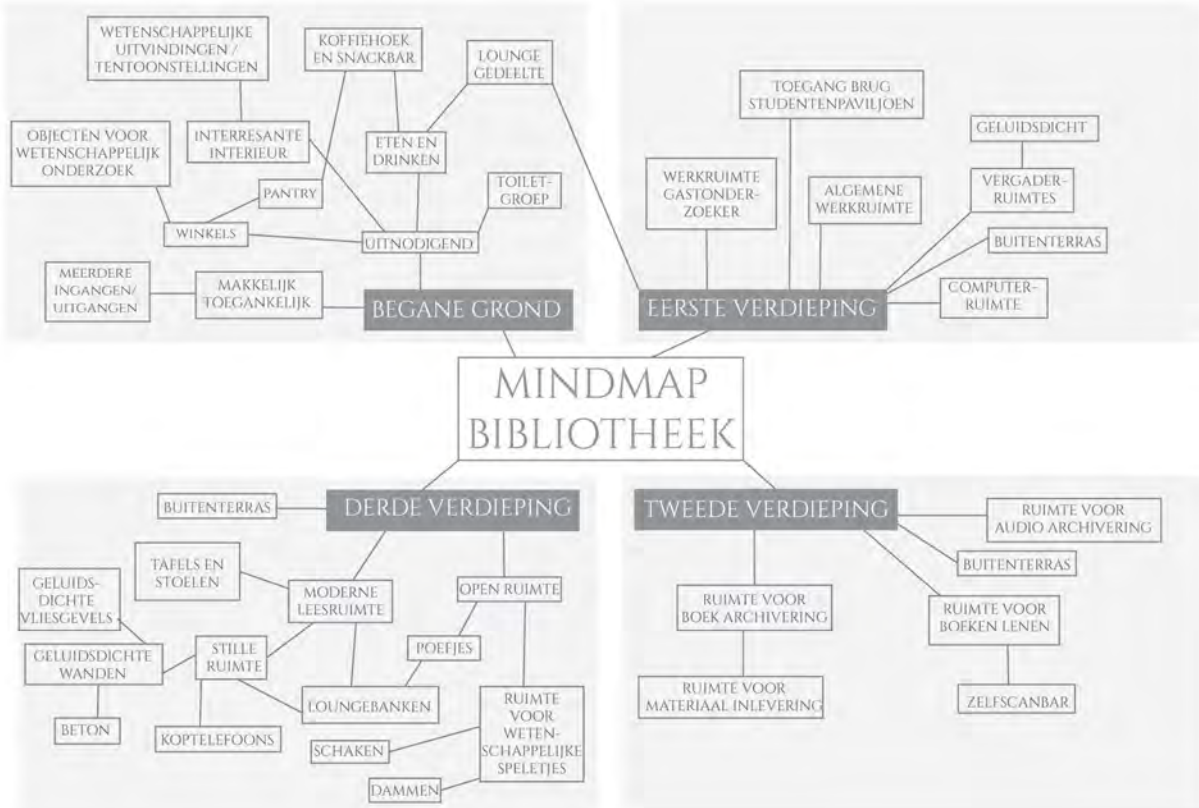 WETENSCHAPPELIJKE
UITVINDINGEN /
TENTOONSTELLINGEN
KOFFIEHOEK
EN SNACKBAR
LOUNGE
GEDEELTE
OBJECTEN VOOR
WETENSCHAPPELIJK
ONDERZOEK
INTERRESANTE
INTERIEUR
ETEN EN
DRINKEN
PANTRY
TOILET-
GROEP
WINKELS
UITNODIGEND
MEERDERE
INGANGEN/
UITGANGEN
MAKKELIJK
TOEGANKELIJK
BEGANE GROND
TOEGANG BRUG
STUDENTENPAVILJOEN
GELUIDSDICHT
WERKRUIMTE
GASTONDER-
ZOEKER
ALGEMENE
WERKRUIMTE
VERGADER-
RUIMTES
BUITENTERRAS
COMPUTER-
RUIMTE
EERSTE VERDIEPING
MINDMAP
BIBLIOTHEEK
BUITENTERRAS
DERDE VERDIEPING
TAFELS EN
STOELEN
GELUIDS-
DICHTE
VLIESGEVELS
MODERNE
LEESRUIMTE
OPEN RUIMTE
GELUIDSDICHTE
WANDEN
STILLE
RUIMTE
POEFJES
LOUNGEBANKEN
BETON
KOPTELEFOONS
SCHAKEN
RUIMTE
VOOR
WETEN-
SCHAPPELIJKE
SPELETJES
DAMMEN
TWEEDE VERDIEPING
RUIMTE VOOR
AUDIO ARCHIVERING
BUITENTERRAS
RUIMTE VOOR
BOEK ARCHIVERING
RUIMTE VOOR
BOEKEN LENEN
RUIMTE VOOR
MATERIAAL INLEVERING
ZELFSCANBAR